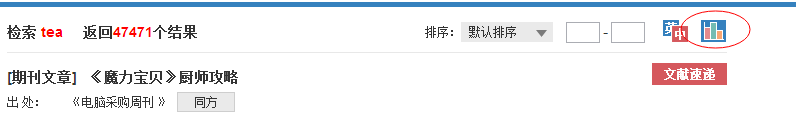 检索 tea 返回47471个结果 排序： 默认排序 - 英中
[期刊文章] 《魔力宝贝》厨师攻略 文献速递
出 处： 《电脑采购周刊 》 同方